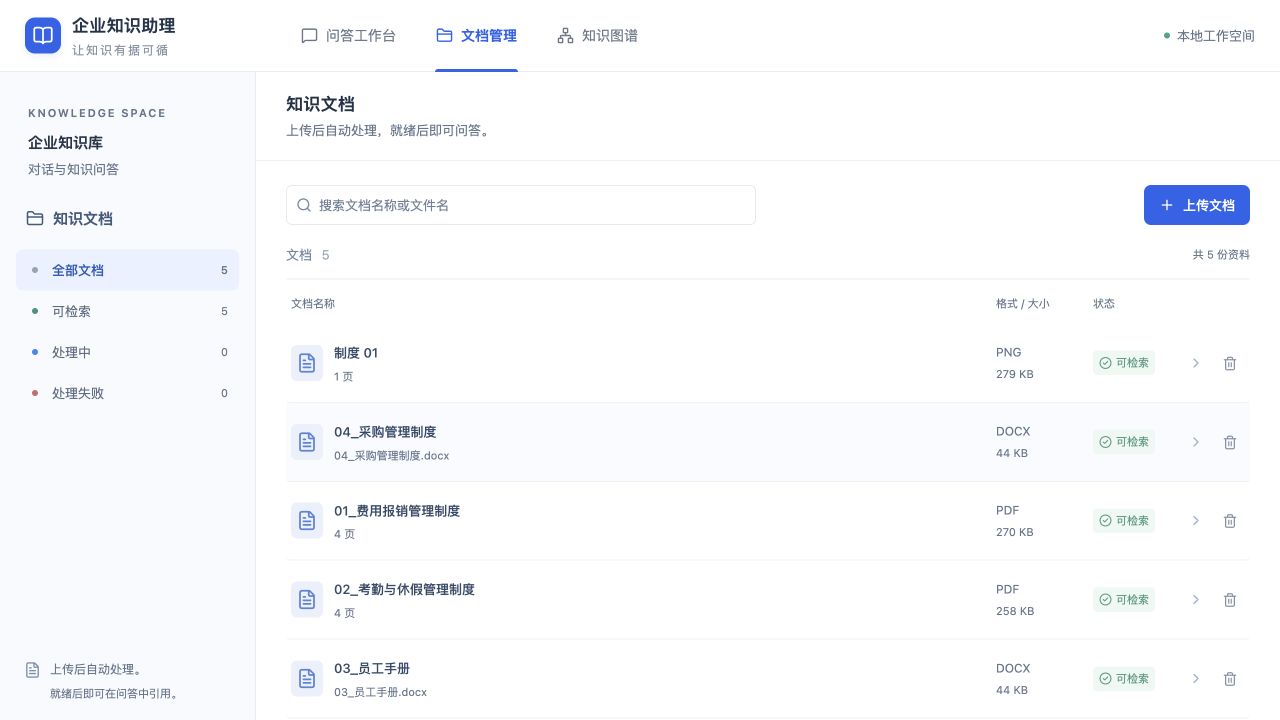 企业知识助理
让知识有据可循
问答工作台
文档管理
知识图谱
本地工作空间
KNOWLEDGE SPACE
企业知识库
对话与知识问答
知识文档
全部文档 5
可检索 5
处理中 0
处理失败 0
上传后自动处理。
就绪后即可在问答中引用。
知识文档
上传后自动处理，就绪后即可问答。
搜索文档名称或文件名
上传文档
文档 5
共 5 份资料
文档名称 格式 / 大小 状态
制度 01
1 页
PNG
279 KB
可检索
04_采购管理制度
04_采购管理制度.docx
DOCX
44 KB
可检索
01_费用报销管理制度
4 页
PDF
270 KB
可检索
02_考勤与休假管理制度
4 页
PDF
258 KB
可检索
03_员工手册
03_员工手册.docx
DOCX
44 KB
可检索